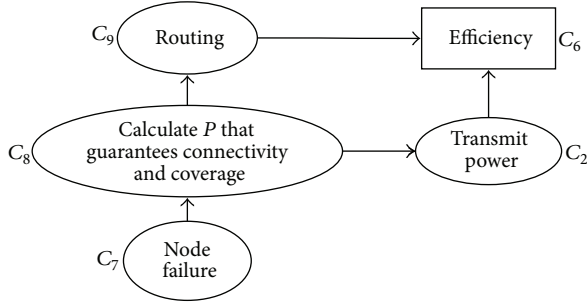 C9
Routing
Efficiency
C6
C8
Calculate P that
guarantees connectivity
and coverage
Transmit
power
C2
C7
Node
failure